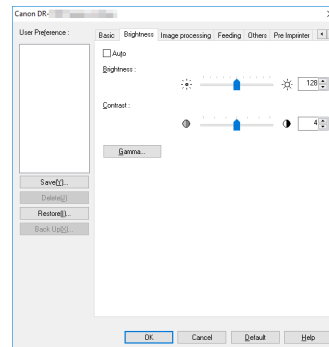 Canon DR-
User Preference :
Basic Brightness Image processing Feeding Others Pre Imprinter
Auto
Brightness :
128
Contrast :
4
Gamma...
Save[Y]...
Delete[J]
Restore[I]...
Back Up[X]...
OK Cancel Default Help